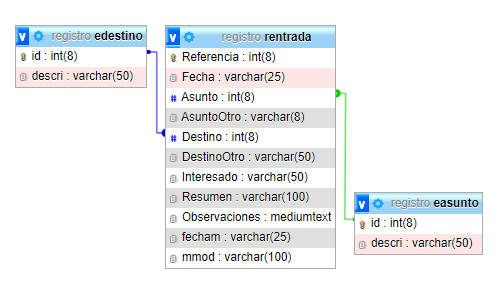 registro edestino
id : int(8)
descri : varchar(50)
registro rentrada
Referencia : int(8)
Fecha : varchar(25)
# Asunto : int(8)
AsuntoOtro : varchar(8)
# Destino : int(8)
DestinoOtro : varchar(50)
Interesado : varchar(50)
Resumen : varchar(100)
Observaciones : mediumtext
fecham : varchar(25)
mmod : varchar(100)
registro easunto
id : int(8)
descri : varchar(50)